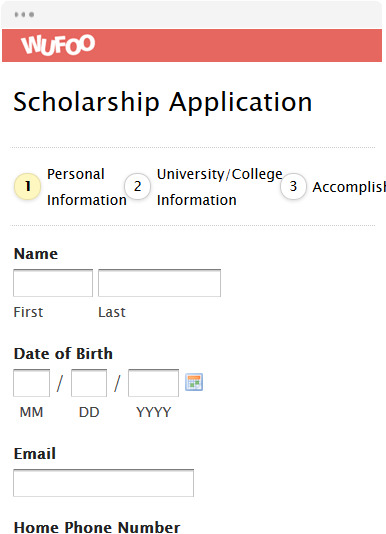 WUFOO
Scholarship Application
1 Personal Information
2 University/College Information
3 Accomplish
Name
First Last
Date of Birth
/ /
MM DD YYYY
Email
Home Phone Number